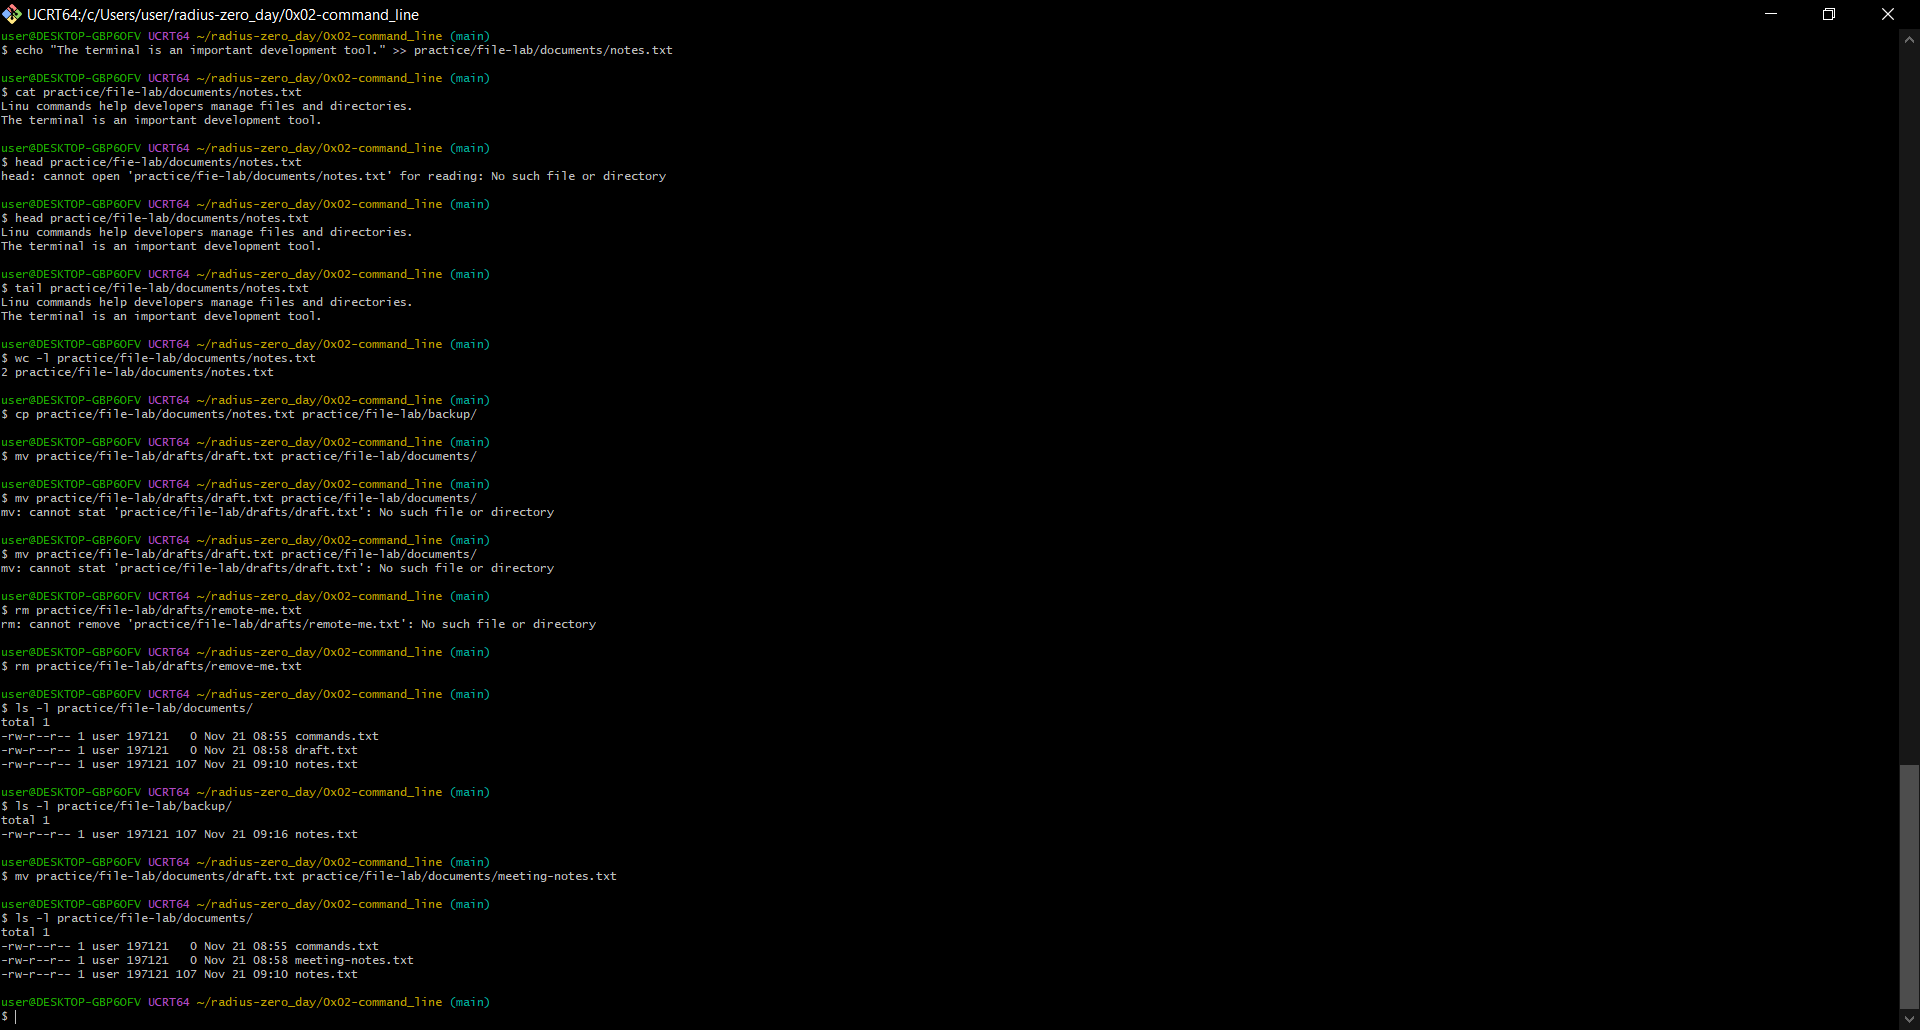 UCRT64:/c/Users/user/radius-zero_day/0x02-command_line
user@DESKTOP-GBP6OFV UCRT64 ~/radius-zero_day/0x02-command_line (main)
$ echo "The terminal is an important development tool." >> practice/file-lab/documents/notes.txt
user@DESKTOP-GBP6OFV UCRT64 ~/radius-zero_day/0x02-command_line (main)
$ cat practice/file-lab/documents/notes.txt
Linu commands help developers manage files and directories.
The terminal is an important development tool.
user@DESKTOP-GBP6OFV UCRT64 ~/radius-zero_day/0x02-command_line (main)
$ head practice/fie-lab/documents/notes.txt
head: cannot open 'practice/fie-lab/documents/notes.txt' for reading: No such file or directory
user@DESKTOP-GBP6OFV UCRT64 ~/radius-zero_day/0x02-command_line (main)
$ head practice/file-lab/documents/notes.txt
Linu commands help developers manage files and directories.
The terminal is an important development tool.
user@DESKTOP-GBP6OFV UCRT64 ~/radius-zero_day/0x02-command_line (main)
$ tail practice/file-lab/documents/notes.txt
Linu commands help developers manage files and directories.
The terminal is an important development tool.
user@DESKTOP-GBP6OFV UCRT64 ~/radius-zero_day/0x02-command_line (main)
$ wc -l practice/file-lab/documents/notes.txt
2 practice/file-lab/documents/notes.txt
user@DESKTOP-GBP6OFV UCRT64 ~/radius-zero_day/0x02-command_line (main)
$ cp practice/file-lab/documents/notes.txt practice/file-lab/backup/
user@DESKTOP-GBP6OFV UCRT64 ~/radius-zero_day/0x02-command_line (main)
$ mv practice/file-lab/drafts/draft.txt practice/file-lab/documents/
user@DESKTOP-GBP6OFV UCRT64 ~/radius-zero_day/0x02-command_line (main)
$ mv practice/file-lab/drafts/draft.txt practice/file-lab/documents/
mv: cannot stat 'practice/file-lab/drafts/draft.txt': No such file or directory
user@DESKTOP-GBP6OFV UCRT64 ~/radius-zero_day/0x02-command_line (main)
$ mv practice/file-lab/drafts/draft.txt practice/file-lab/documents/
mv: cannot stat 'practice/file-lab/drafts/draft.txt': No such file or directory
user@DESKTOP-GBP6OFV UCRT64 ~/radius-zero_day/0x02-command_line (main)
$ rm practice/file-lab/drafts/remote-me.txt
rm: cannot remove 'practice/file-lab/drafts/remote-me.txt': No such file or directory
user@DESKTOP-GBP6OFV UCRT64 ~/radius-zero_day/0x02-command_line (main)
$ rm practice/file-lab/drafts/remove-me.txt
user@DESKTOP-GBP6OFV UCRT64 ~/radius-zero_day/0x02-command_line (main)
$ ls -l practice/file-lab/documents/
total 1
-rw-r--r-- 1 user 197121   0 Nov 21 08:55 commands.txt
-rw-r--r-- 1 user 197121   0 Nov 21 08:58 draft.txt
-rw-r--r-- 1 user 197121 107 Nov 21 09:10 notes.txt
user@DESKTOP-GBP6OFV UCRT64 ~/radius-zero_day/0x02-command_line (main)
$ ls -l practice/file-lab/backup/
total 1
-rw-r--r-- 1 user 197121 107 Nov 21 09:16 notes.txt
user@DESKTOP-GBP6OFV UCRT64 ~/radius-zero_day/0x02-command_line (main)
$ mv practice/file-lab/documents/draft.txt practice/file-lab/documents/meeting-notes.txt
user@DESKTOP-GBP6OFV UCRT64 ~/radius-zero_day/0x02-command_line (main)
$ ls -l practice/file-lab/documents/
total 1
-rw-r--r-- 1 user 197121   0 Nov 21 08:55 commands.txt
-rw-r--r-- 1 user 197121   0 Nov 21 08:58 meeting-notes.txt
-rw-r--r-- 1 user 197121 107 Nov 21 09:10 notes.txt
user@DESKTOP-GBP6OFV UCRT64 ~/radius-zero_day/0x02-command_line (main)
$